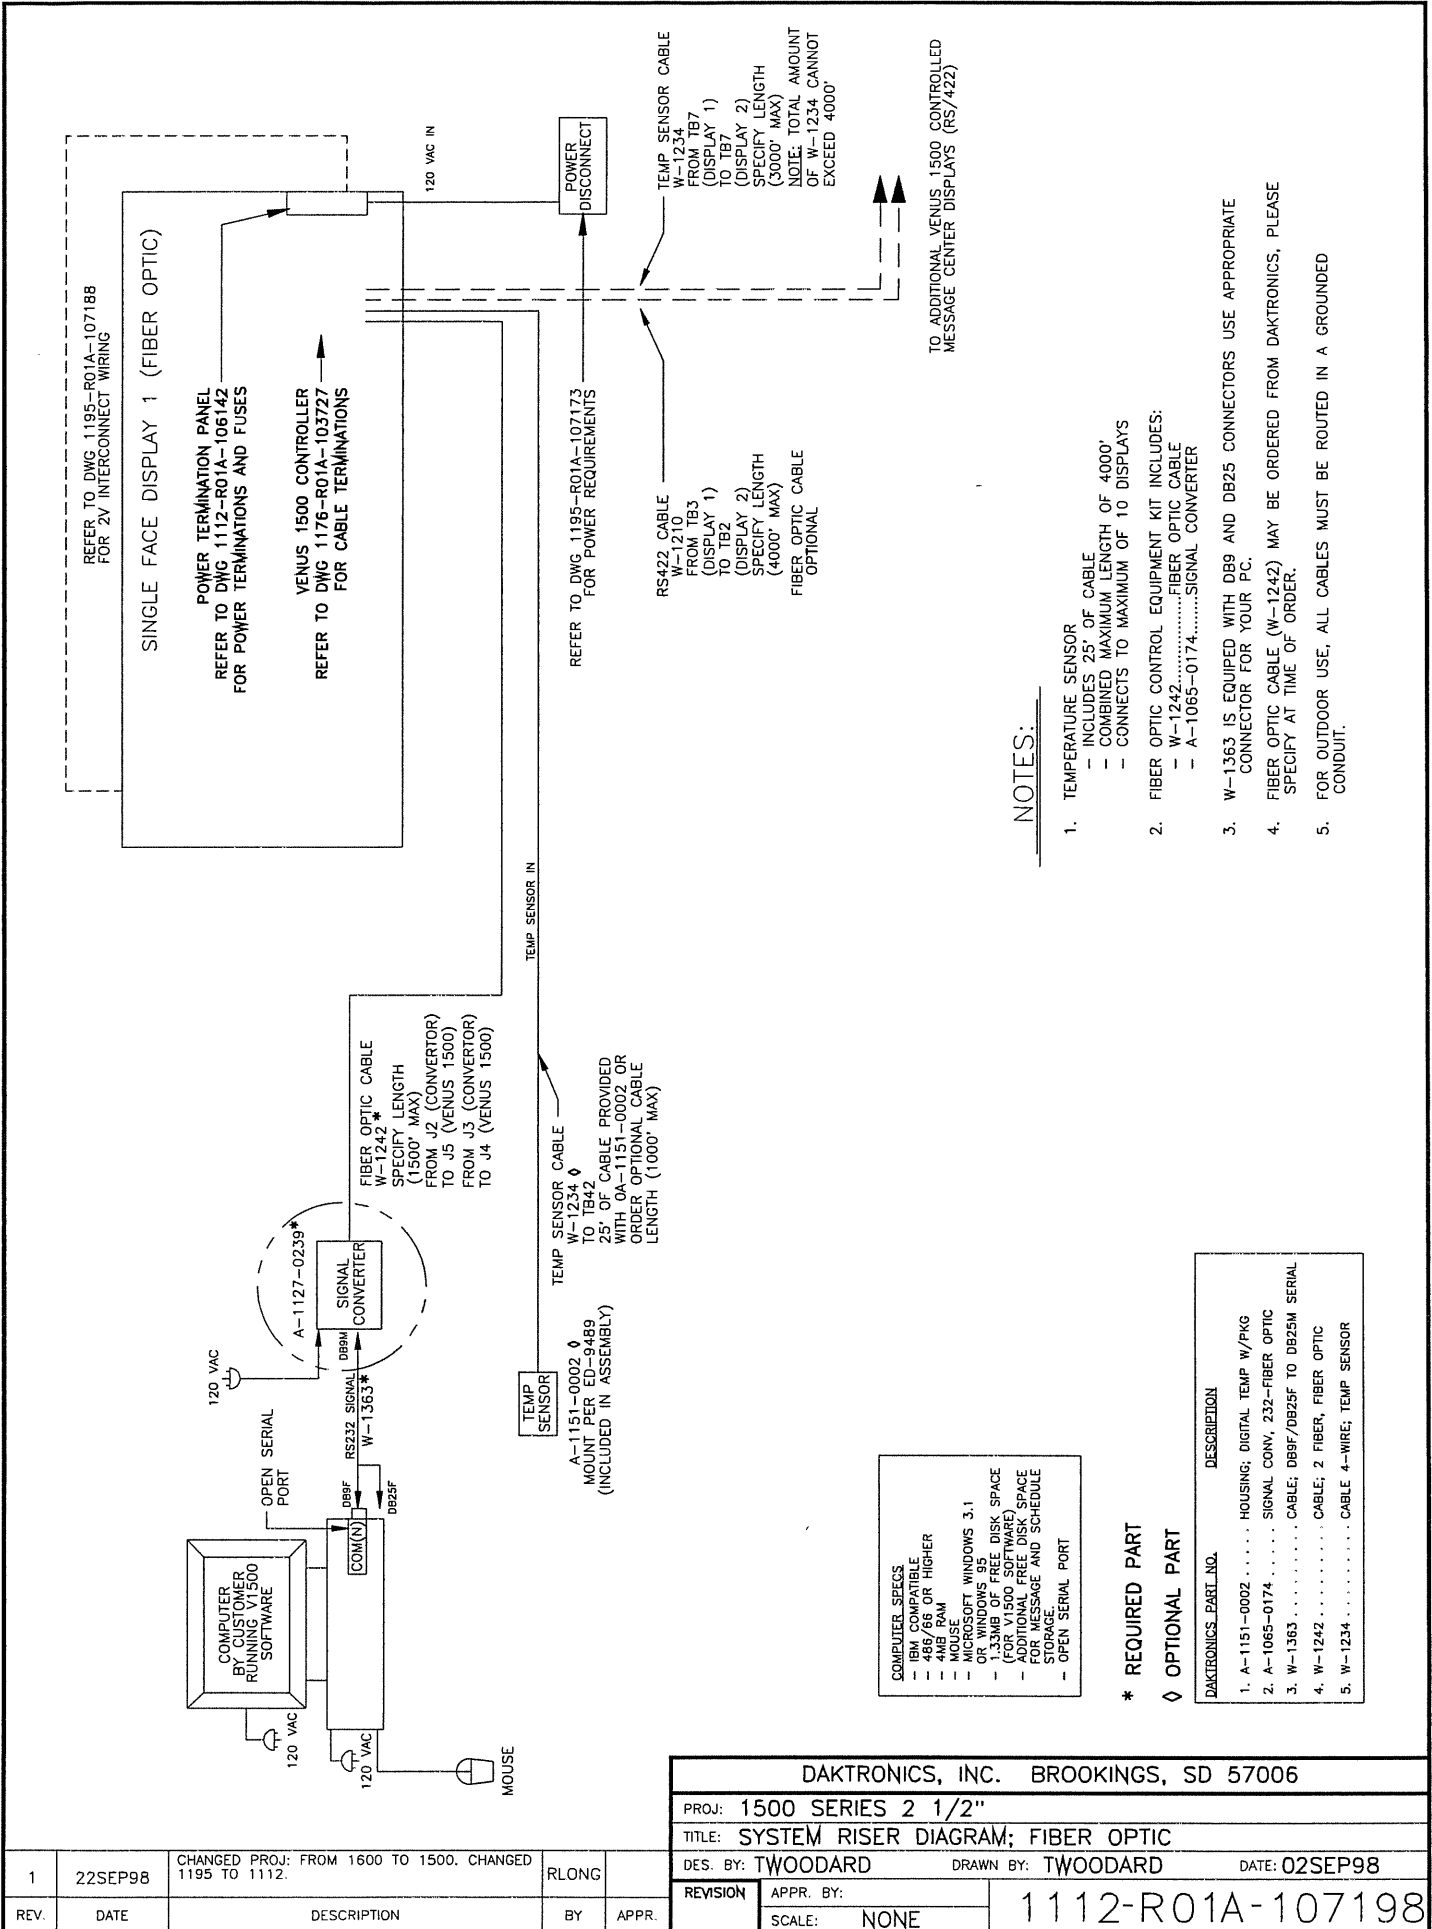 REFER TO DWG 1195-R01A-107188
FOR 2V INTERCONNECT WIRING
SINGLE FACE DISPLAY 1 (FIBER OPTIC)
POWER TERMINATION PANEL
REFER TO DWG 1112-R01A-106142
FOR POWER TERMINATIONS AND FUSES
VENUS 1500 CONTROLLER
REFER TO DWG 1176-R01A-103727
FOR CABLE TERMINATIONS
120 VAC IN
POWER
DISCONNECT
REFER TO DWG 1195-R01A-107173
FOR POWER REQUIREMENTS
TEMP SENSOR CABLE
W-1234
FROM TB7
(DISPLAY 1)
TO TB7
(DISPLAY 2)
SPECIFY LENGTH
(3000' MAX)
NOTE: TOTAL AMOUNT
OF W-1234 CANNOT
EXCEED 4000'
RS422 CABLE
W-1210
FROM TB3
(DISPLAY 1)
TO TB2
(DISPLAY 2)
SPECIFY LENGTH
(4000' MAX)
FIBER OPTIC CABLE
OPTIONAL
TO ADDITIONAL VENUS 1500 CONTROLLED
MESSAGE CENTER DISPLAYS (RS/422)
COMPUTER
BY CUSTOMER
RUNNING V1500
SOFTWARE
120 VAC
120 VAC
MOUSE
OPEN SERIAL
PORT
COM(N)
DB9F
DB25F
RS232 SIGNAL
W-1363*
DB9M
120 VAC
A-1127-0239*
SIGNAL
CONVERTER
FIBER OPTIC CABLE
W-1242*
SPECIFY LENGTH
(1500' MAX)
FROM J2 (CONVERTOR)
TO J5 (VENUS 1500)
FROM J3 (CONVERTOR)
TO J4 (VENUS 1500)
TEMP SENSOR IN
TEMP
SENSOR
A-1151-0002 ◊
MOUNT PER ED-9489
(INCLUDED IN ASSEMBLY)
TEMP SENSOR CABLE
W-1234 ◊
TO TB42
25' OF CABLE PROVIDED
WITH 0A-1151-0002 OR
ORDER OPTIONAL CABLE
LENGTH (1000' MAX)
NOTES:
1. TEMPERATURE SENSOR
- INCLUDES 25' OF CABLE
- COMBINED MAXIMUM LENGTH OF 4000'
- CONNECTS TO MAXIMUM OF 10 DISPLAYS
2. FIBER OPTIC CONTROL EQUIPMENT KIT INCLUDES:
- W-1242...............FIBER OPTIC CABLE
- A-1065-0174........SIGNAL CONVERTER
3. W-1363 IS EQUIPED WITH DB9 AND DB25 CONNECTORS USE APPROPRIATE
CONNECTOR FOR YOUR PC.
4. FIBER OPTIC CABLE (W-1242) MAY BE ORDERED FROM DAKTRONICS, PLEASE
SPECIFY AT TIME OF ORDER.
5. FOR OUTDOOR USE, ALL CABLES MUST BE ROUTED IN A GROUNDED
CONDUIT.
COMPUTER SPECS
- IBM COMPATIBLE
- 486/66 OR HIGHER
- 4MB RAM
- MOUSE
- MICROSOFT WINDOWS 3.1
OR WINDOWS 95
- 1.33MB OF FREE DISK SPACE
(FOR V1500 SOFTWARE)
- ADDITIONAL FREE DISK SPACE
FOR MESSAGE AND SCHEDULE
STORAGE.
- OPEN SERIAL PORT
* REQUIRED PART
◊ OPTIONAL PART
DAKTRONICS PART NO. DESCRIPTION
1. A-1151-0002 ..... HOUSING; DIGITAL TEMP W/PKG
2. A-1065-0174 ..... SIGNAL CONV, 232-FIBER OPTIC
3. W-1363 ......... CABLE; DB9F/DB25F TO DB25M SERIAL
4. W-1242 ......... CABLE; 2 FIBER, FIBER OPTIC
5. W-1234 ......... CABLE 4-WIRE; TEMP SENSOR
DAKTRONICS, INC. BROOKINGS, SD 57006
PROJ: 1500 SERIES 2 1/2"
TITLE: SYSTEM RISER DIAGRAM; FIBER OPTIC
DES. BY: TWOODARD DRAWN BY: TWOODARD DATE: 02SEP98
REVISION APPR. BY:
SCALE: NONE
1112-R01A-107198
1 22SEP98 CHANGED PROJ: FROM 1600 TO 1500. CHANGED
1195 TO 1112. RLONG
REV. DATE DESCRIPTION BY APPR.